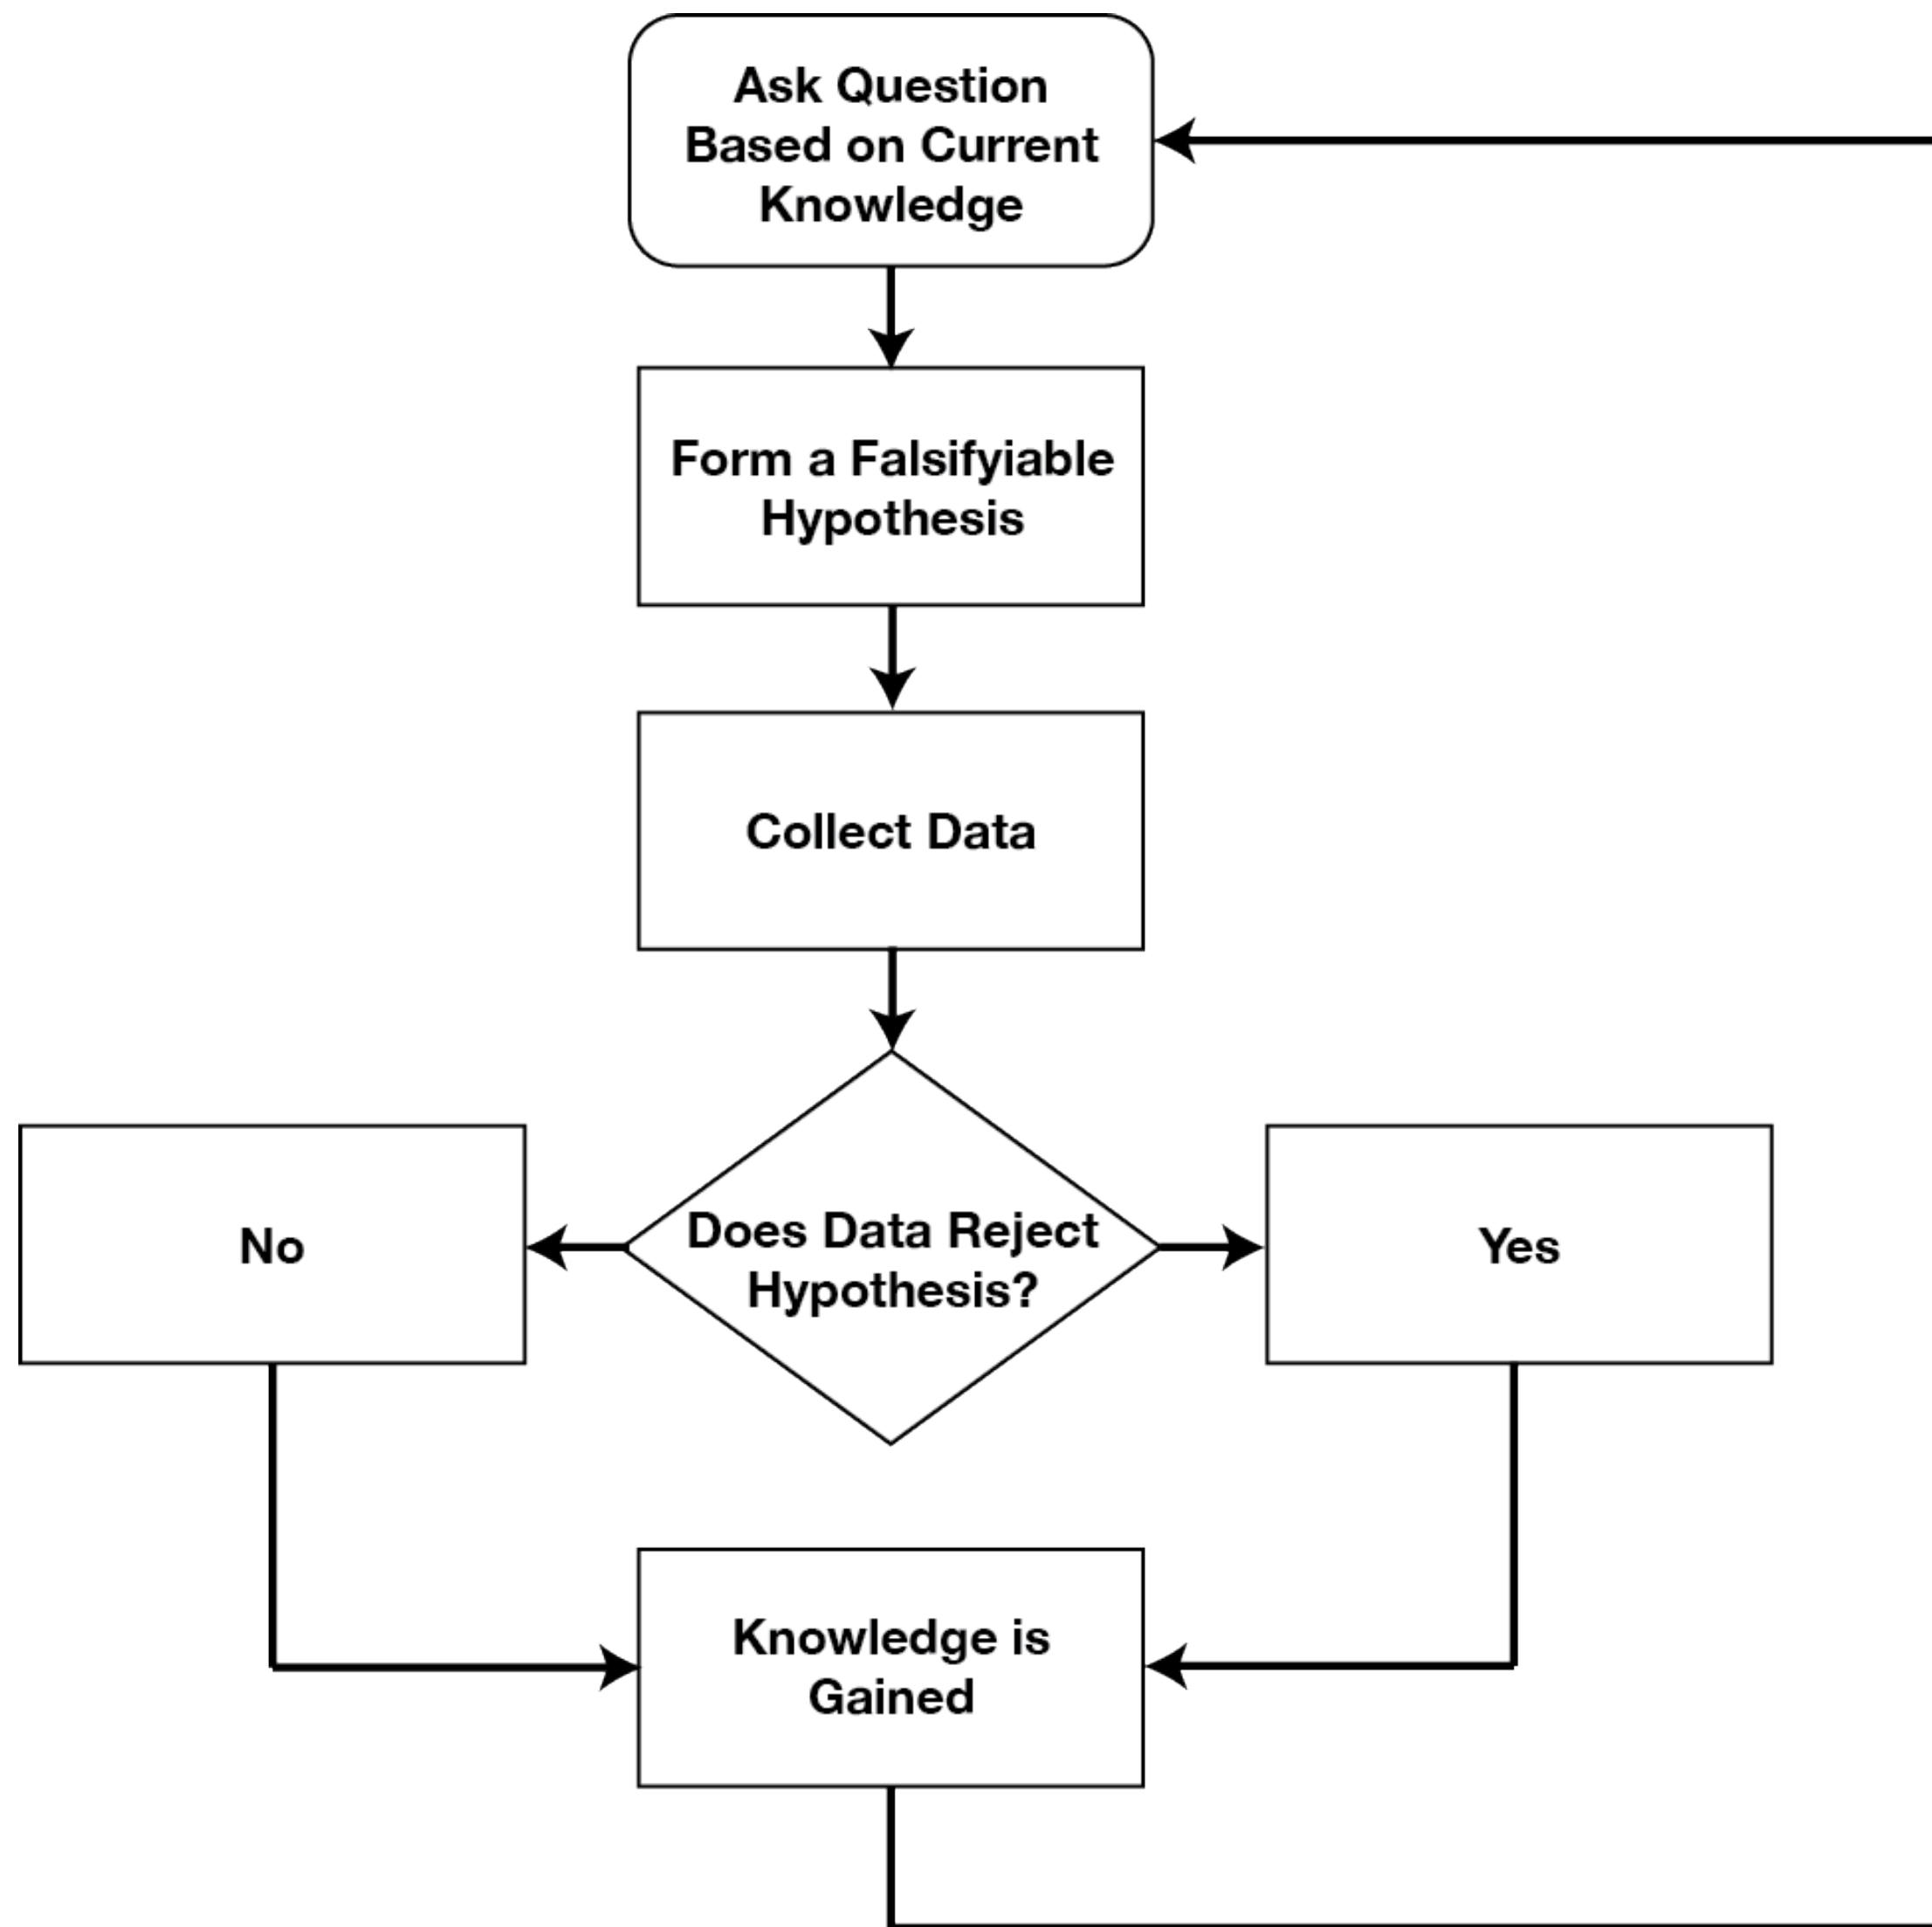 Ask Question
Based on Current
Knowledge
Form a Falsifyiable
Hypothesis
Collect Data
No
Does Data Reject
Hypothesis?
Yes
Knowledge is
Gained